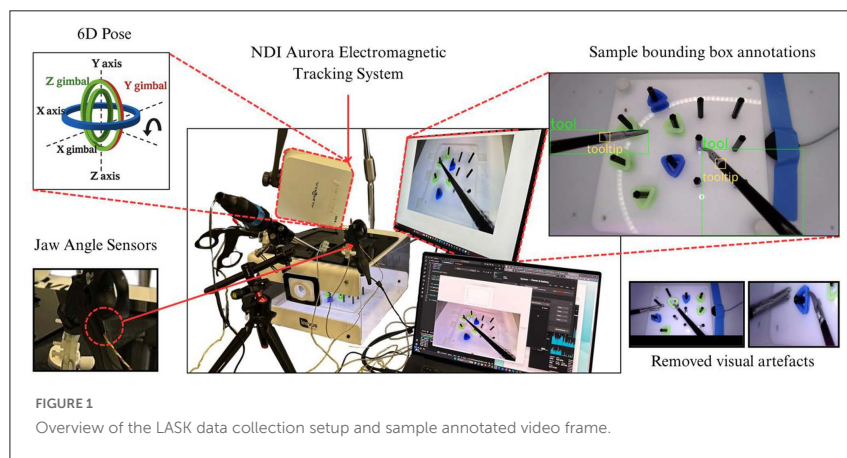 6D Pose
NDI Aurora Electromagnetic
Tracking System
Sample bounding box annotations
Y axis
Z gimbal
Y gimbal
X axis
X gimbal
Z axis
tool
tooltip
tool
tooltip
Jaw Angle Sensors
Removed visual artefacts
FIGURE 1
Overview of the LASK data collection setup and sample annotated video frame.